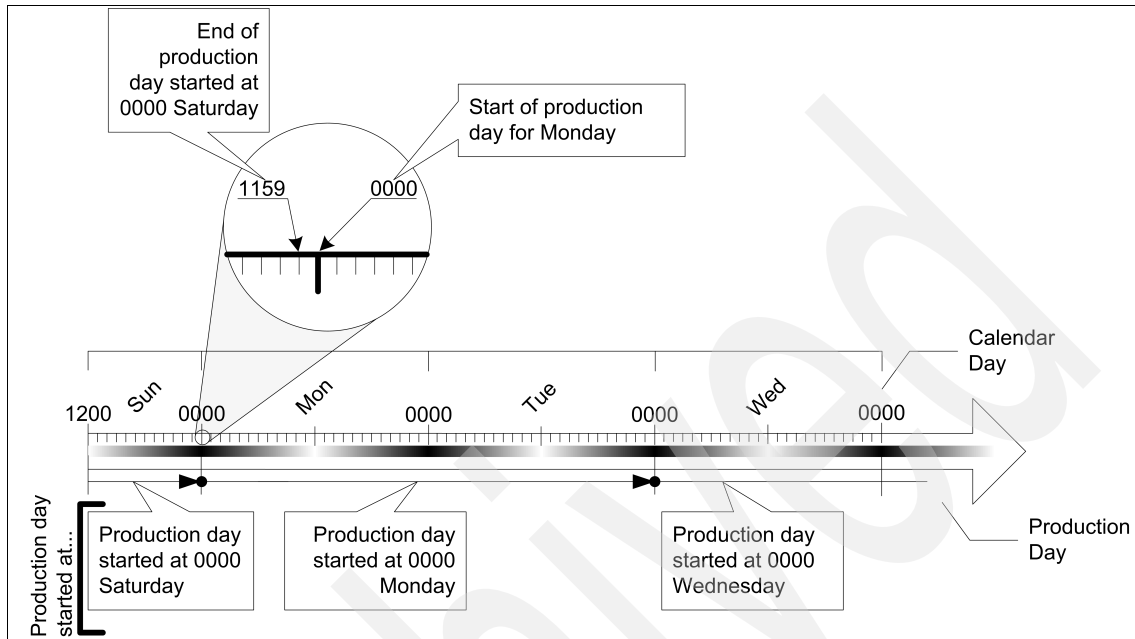 End of
production
day started at
0000 Saturday
Start of production
day for Monday
1159
0000
Calendar
Day
Sun
Mon
Tue
Wed
1200
0000
0000
0000
0000
Production day
started at...
Production day
started at 0000
Saturday
Production day
started at 0000
Monday
Production day
started at 0000
Wednesday
Production
Day